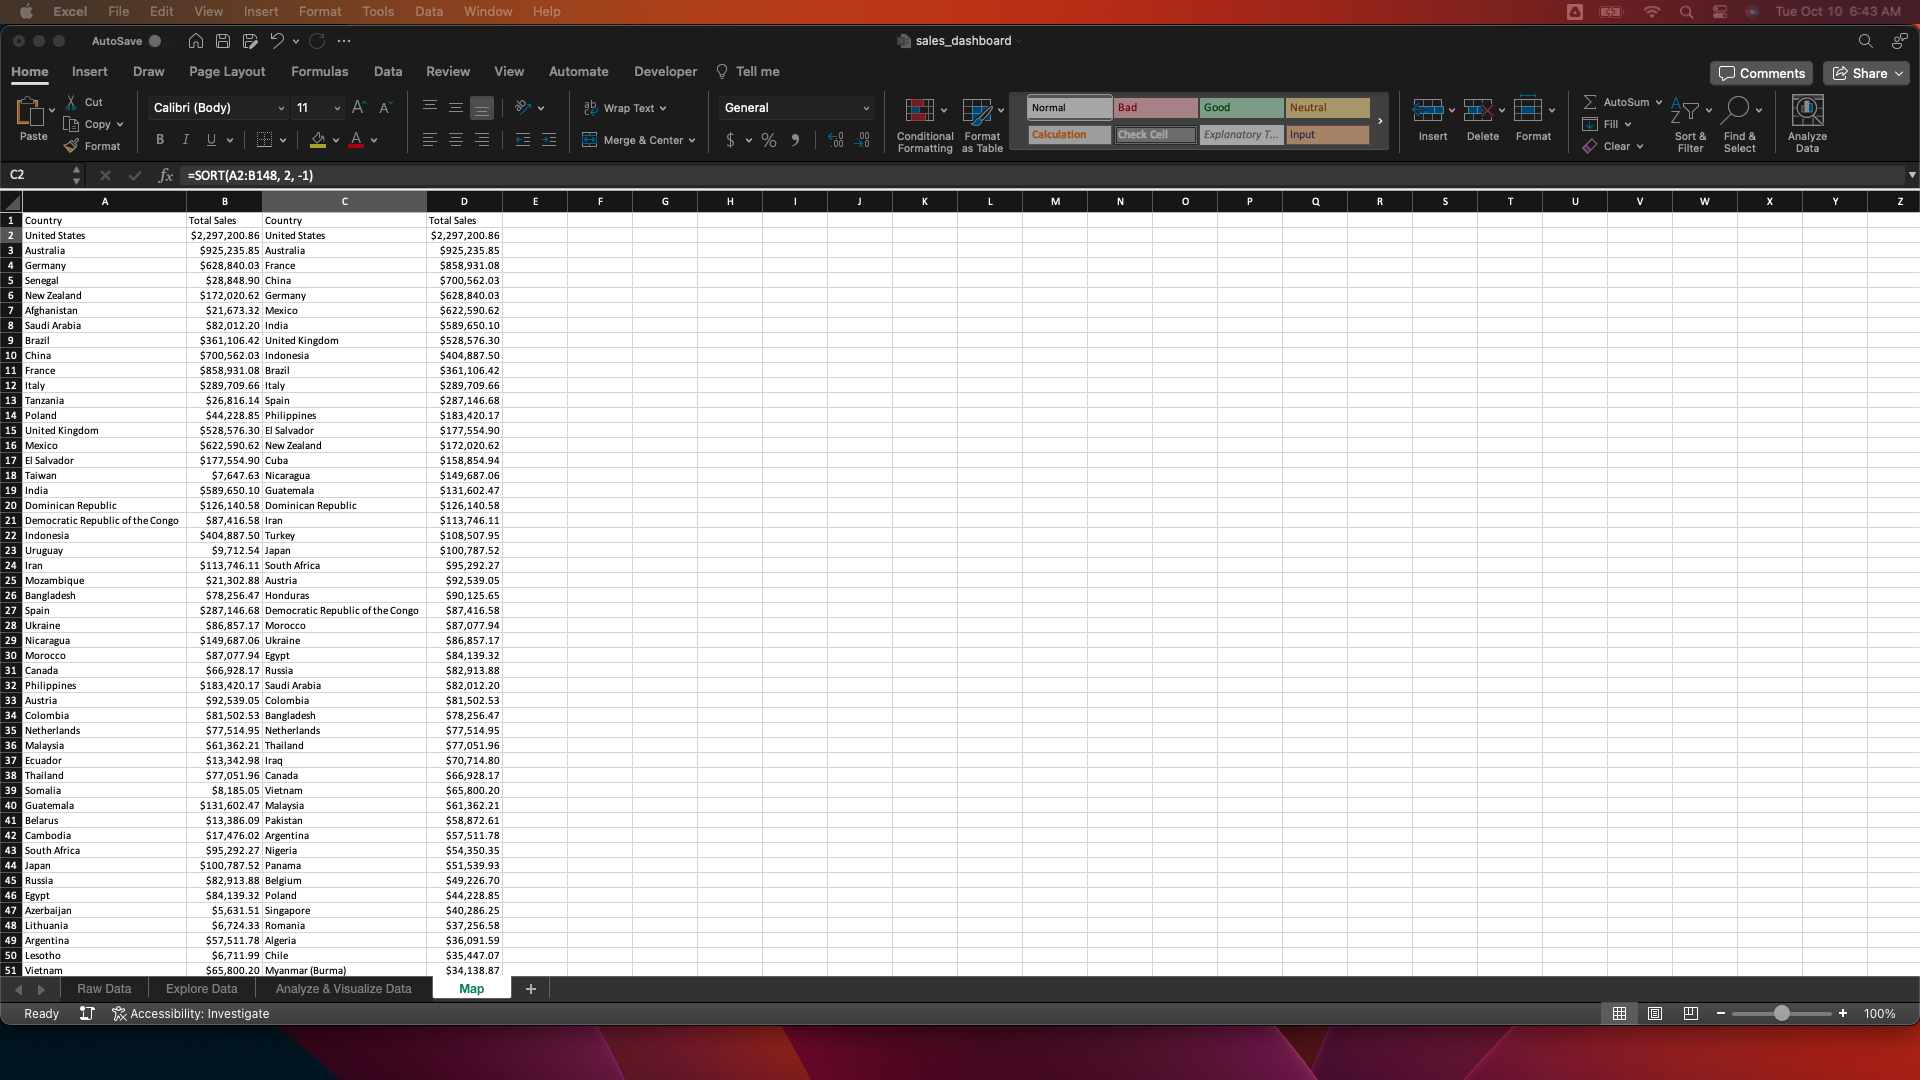 Excel File Edit View Insert Format Tools Data Window Help Tue Oct 10 6:43 AM
AutoSave sales_dashboard
Home Insert Draw Page Layout Formulas Data Review View Automate Developer Tell me Comments Share
Paste Cut Copy Format
Calibri (Body) 11
B I U
Wrap Text
Merge & Center
General
$ % 9
Conditional Formatting Format as Table
Normal Bad Good Neutral
Calculation Check Cell Explanatory T... Input
Insert Delete Format
AutoSum Fill Clear
Sort & Filter Find & Select Analyze Data
C2 fx =SORT(A2:B148, 2, -1)
A B C D E F G H I J K L M N O P Q R S T U V W X Y Z
1 Country Total Sales Country Total Sales
2 United States $2,297,200.86 United States $2,297,200.86
3 Australia $925,235.85 Australia $925,235.85
4 Germany $628,840.03 France $858,931.08
5 Senegal $28,848.90 China $700,562.03
6 New Zealand $172,020.62 Germany $628,840.03
7 Afghanistan $21,673.32 Mexico $622,590.62
8 Saudi Arabia $82,012.20 India $589,650.10
9 Brazil $361,106.42 United Kingdom $528,576.30
10 China $700,562.03 Indonesia $404,887.50
11 France $858,931.08 Brazil $361,106.42
12 Italy $289,709.66 Italy $289,709.66
13 Tanzania $26,816.14 Spain $287,146.68
14 Poland $44,228.85 Philippines $183,420.17
15 United Kingdom $528,576.30 El Salvador $177,554.90
16 Mexico $622,590.62 New Zealand $172,020.62
17 El Salvador $177,554.90 Cuba $158,854.94
18 Taiwan $7,647.63 Nicaragua $149,687.06
19 India $589,650.10 Guatemala $131,602.47
20 Dominican Republic $126,140.58 Dominican Republic $126,140.58
21 Democratic Republic of the Congo $87,416.58 Iran $113,746.11
22 Indonesia $404,887.50 Turkey $108,507.95
23 Uruguay $9,712.54 Japan $100,787.52
24 Iran $113,746.11 South Africa $95,292.27
25 Mozambique $21,302.88 Austria $92,539.05
26 Bangladesh $78,256.47 Honduras $90,125.65
27 Spain $287,146.68 Democratic Republic of the Congo $87,416.58
28 Ukraine $86,857.17 Morocco $87,077.94
29 Nicaragua $149,687.06 Ukraine $86,857.17
30 Morocco $87,077.94 Egypt $84,139.32
31 Canada $66,928.17 Russia $82,913.88
32 Philippines $183,420.17 Saudi Arabia $82,012.20
33 Austria $92,539.05 Colombia $81,502.53
34 Colombia $81,502.53 Bangladesh $78,256.47
35 Netherlands $77,514.95 Netherlands $77,514.95
36 Malaysia $61,362.21 Thailand $77,051.96
37 Ecuador $13,342.98 Iraq $70,714.80
38 Thailand $77,051.96 Canada $66,928.17
39 Somalia $8,185.05 Vietnam $65,800.20
40 Guatemala $131,602.47 Malaysia $61,362.21
41 Belarus $13,386.09 Pakistan $58,872.61
42 Cambodia $17,476.02 Argentina $57,511.78
43 South Africa $95,292.27 Nigeria $54,350.35
44 Japan $100,787.52 Panama $51,539.93
45 Russia $82,913.88 Belgium $49,226.70
46 Egypt $84,139.32 Poland $44,228.85
47 Azerbaijan $5,631.51 Singapore $40,286.25
48 Lithuania $6,724.33 Romania $37,256.58
49 Argentina $57,511.78 Algeria $36,091.59
50 Lesotho $6,711.99 Chile $35,447.07
51 Vietnam $65,800.20 Myanmar (Burma) $34,138.87
Raw Data Explore Data Analyze & Visualize Data Map +
Ready Accessibility: Investigate 100%